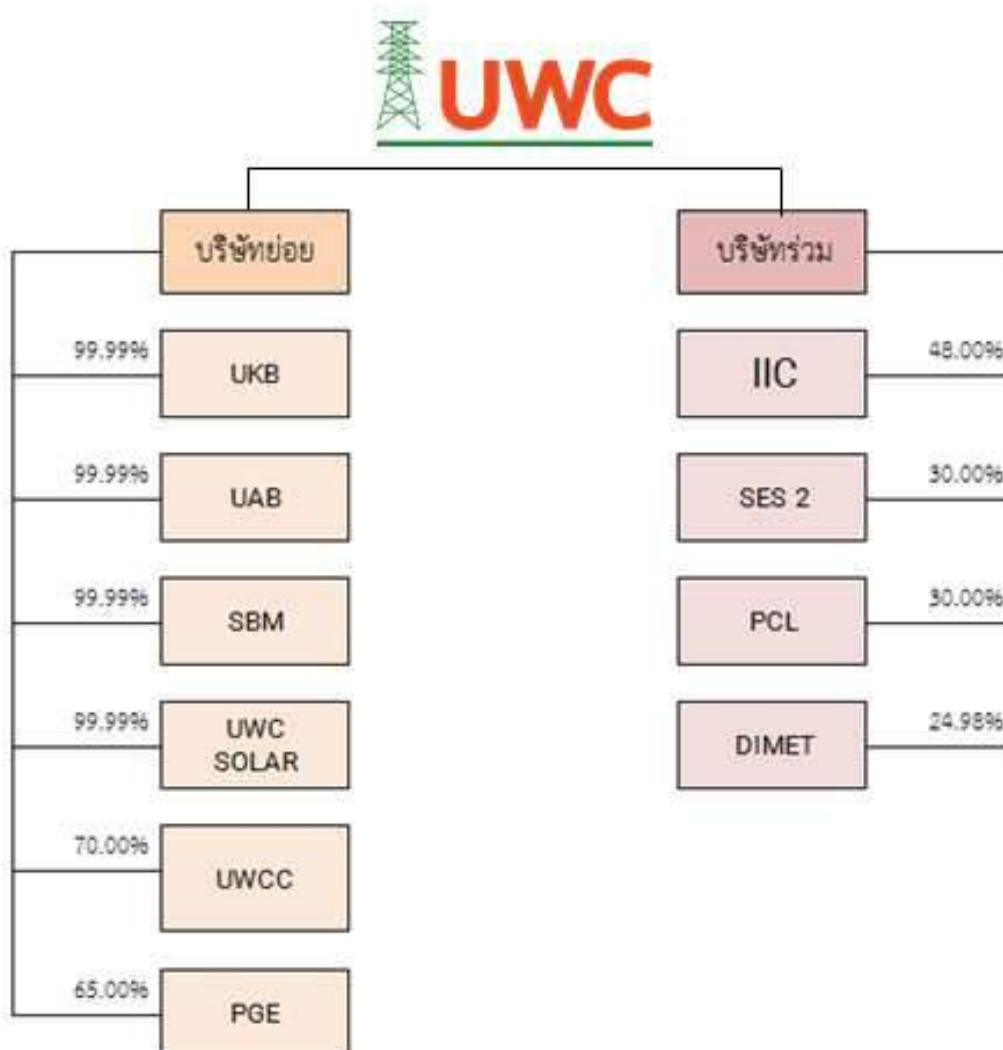 UWC
บริษัทย่อย
99.99%
UKB
99.99%
UAB
99.99%
SBM
99.99%
UWC
SOLAR
70.00%
UWCC
65.00%
PGE
บริษัทร่วม
IIC
48.00%
SES 2
30.00%
PCL
30.00%
DIMET
24.98%